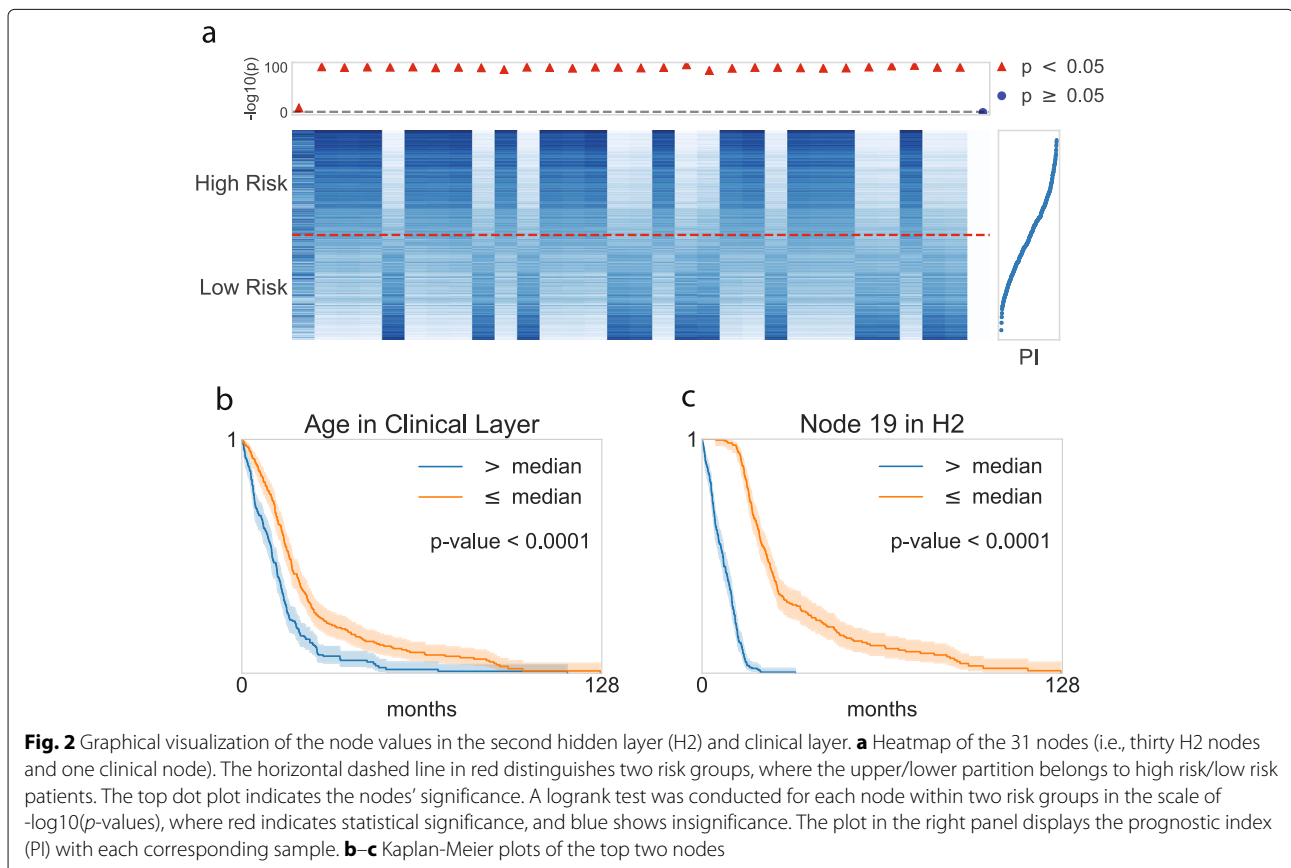 a
100
-log10(p)
0
p < 0.05
p ≥ 0.05
High Risk
Low Risk
PI
b
Age in Clinical Layer
1
> median
≤ median
p-value < 0.0001
0
128
months
c
Node 19 in H2
1
> median
≤ median
p-value < 0.0001
0
128
months
Fig. 2 Graphical visualization of the node values in the second hidden layer (H2) and clinical layer. a Heatmap of the 31 nodes (i.e., thirty H2 nodes
and one clinical node). The horizontal dashed line in red distinguishes two risk groups, where the upper/lower partition belongs to high risk/low risk
patients. The top dot plot indicates the nodes’ significance. A logrank test was conducted for each node within two risk groups in the scale of
-log10(p-values), where red indicates statistical significance, and blue shows insignificance. The plot in the right panel displays the prognostic index
(PI) with each corresponding sample. b–c Kaplan-Meier plots of the top two nodes